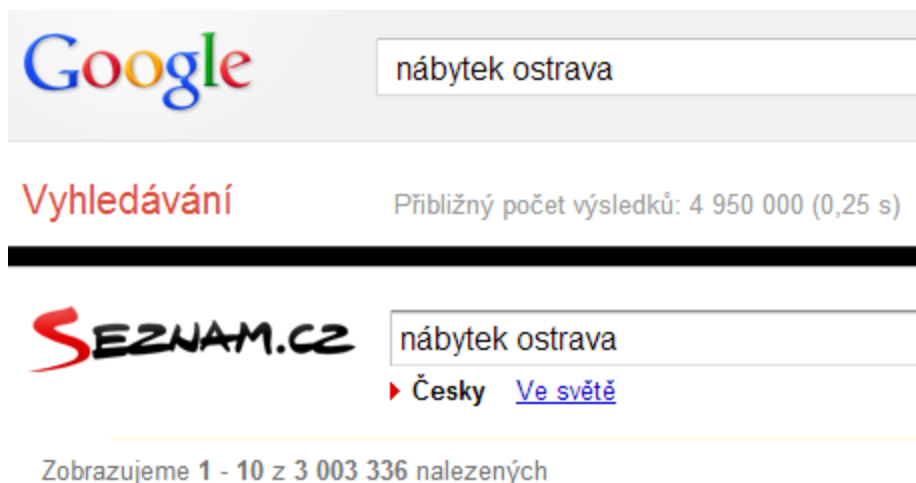 Google
nábytek ostrava
Vyhledávání
Přibližný počet výsledků: 4 950 000 (0,25 s)
SEZNAM.CZ
nábytek ostrava
Česky Ve světě
Zobrazujeme 1 - 10 z 3 003 336 nalezených